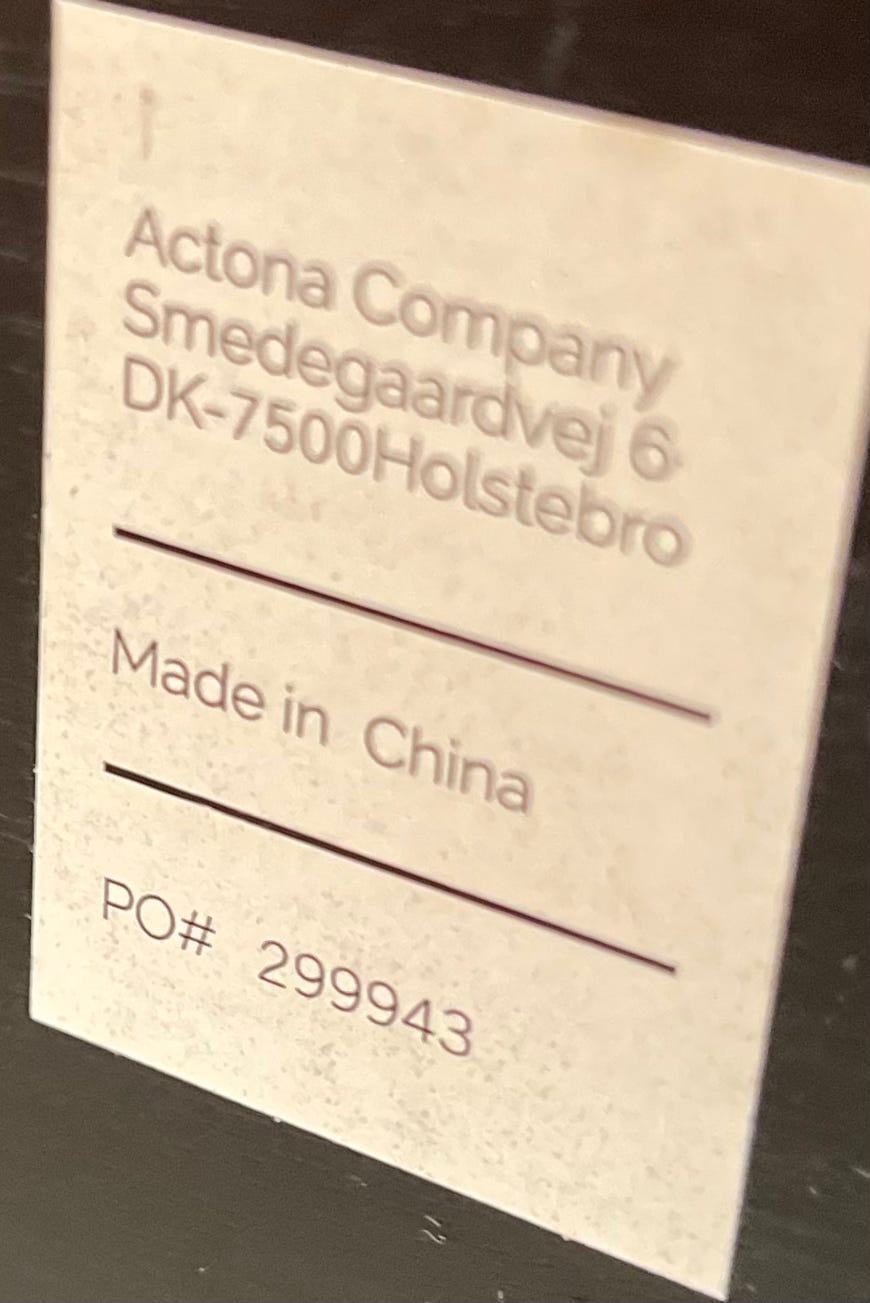 Actona Company
Smedegaardvej 6
DK-7500Holstebro
Made in China
PO# 299943